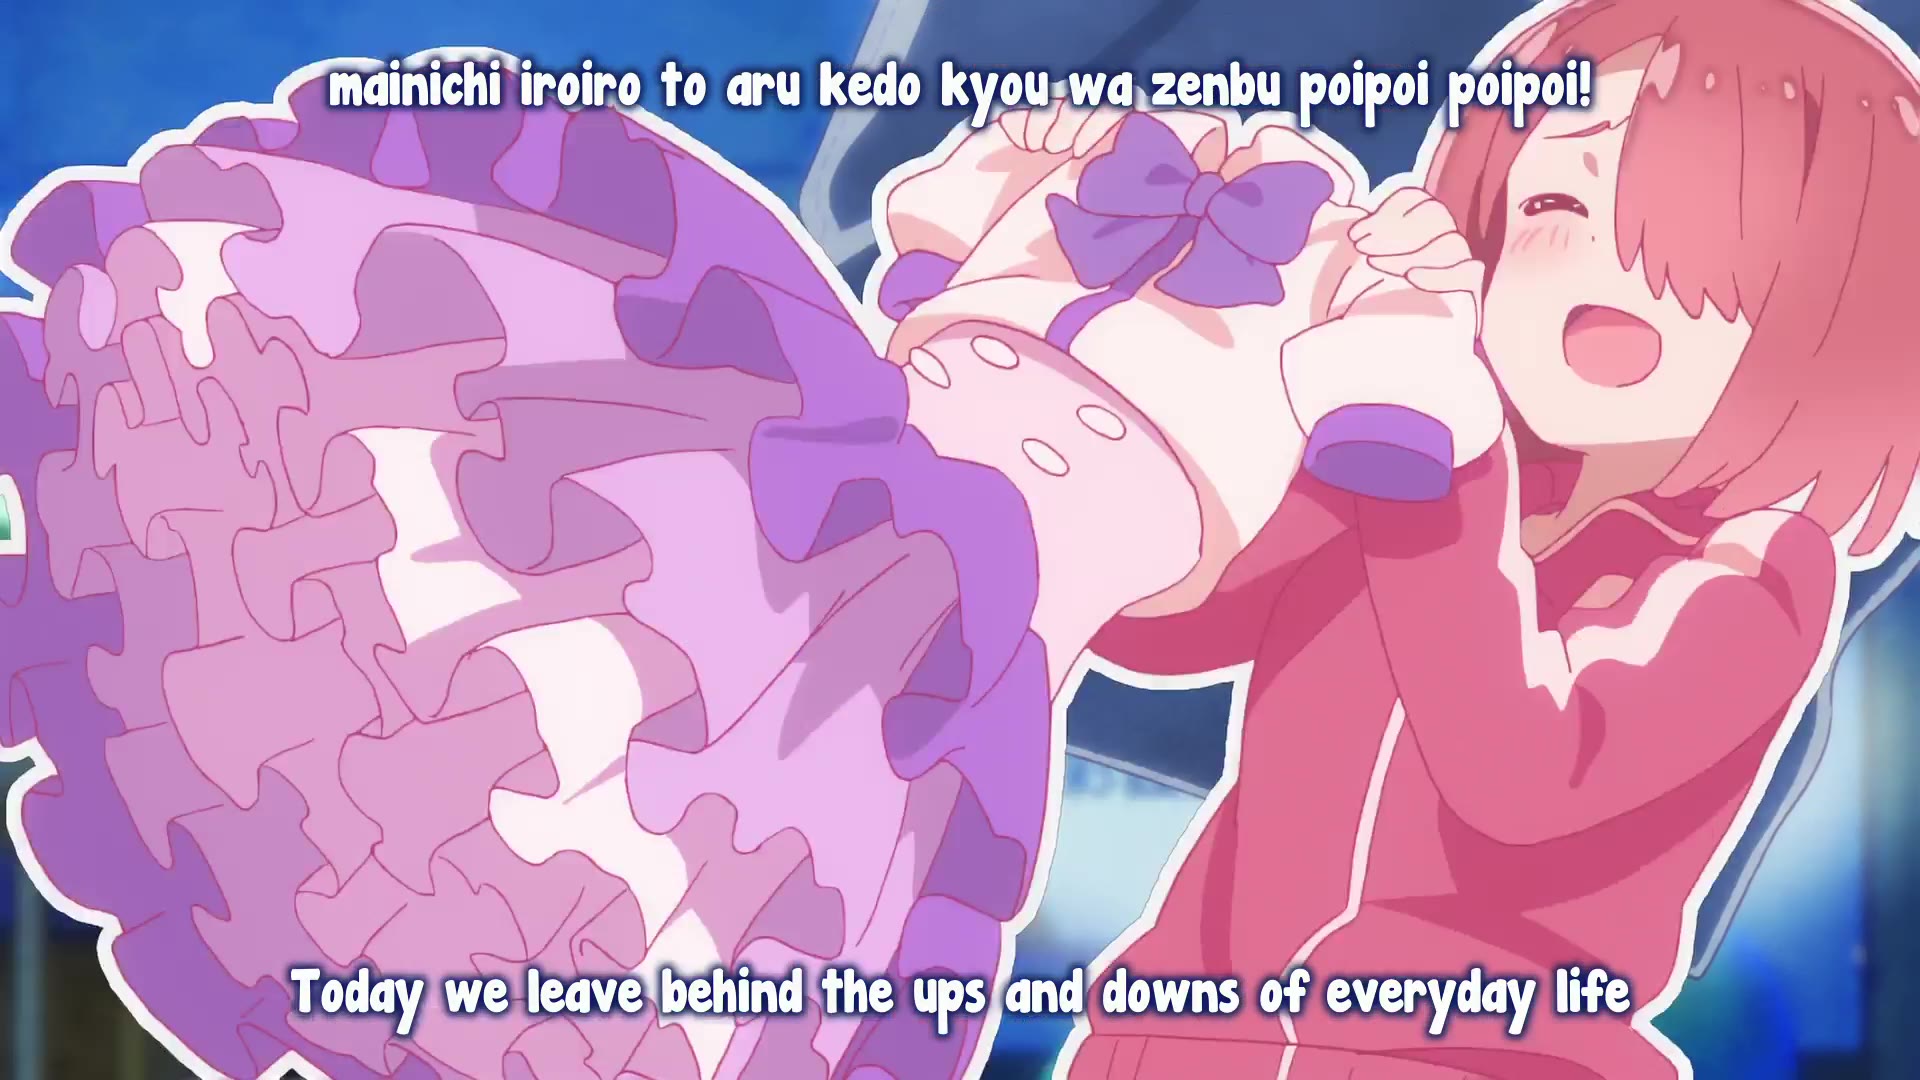 mainichi iroiro to aru kedo kyou wa zenbu poipoi poipoi!
Today we leave behind the ups and downs of everyday life